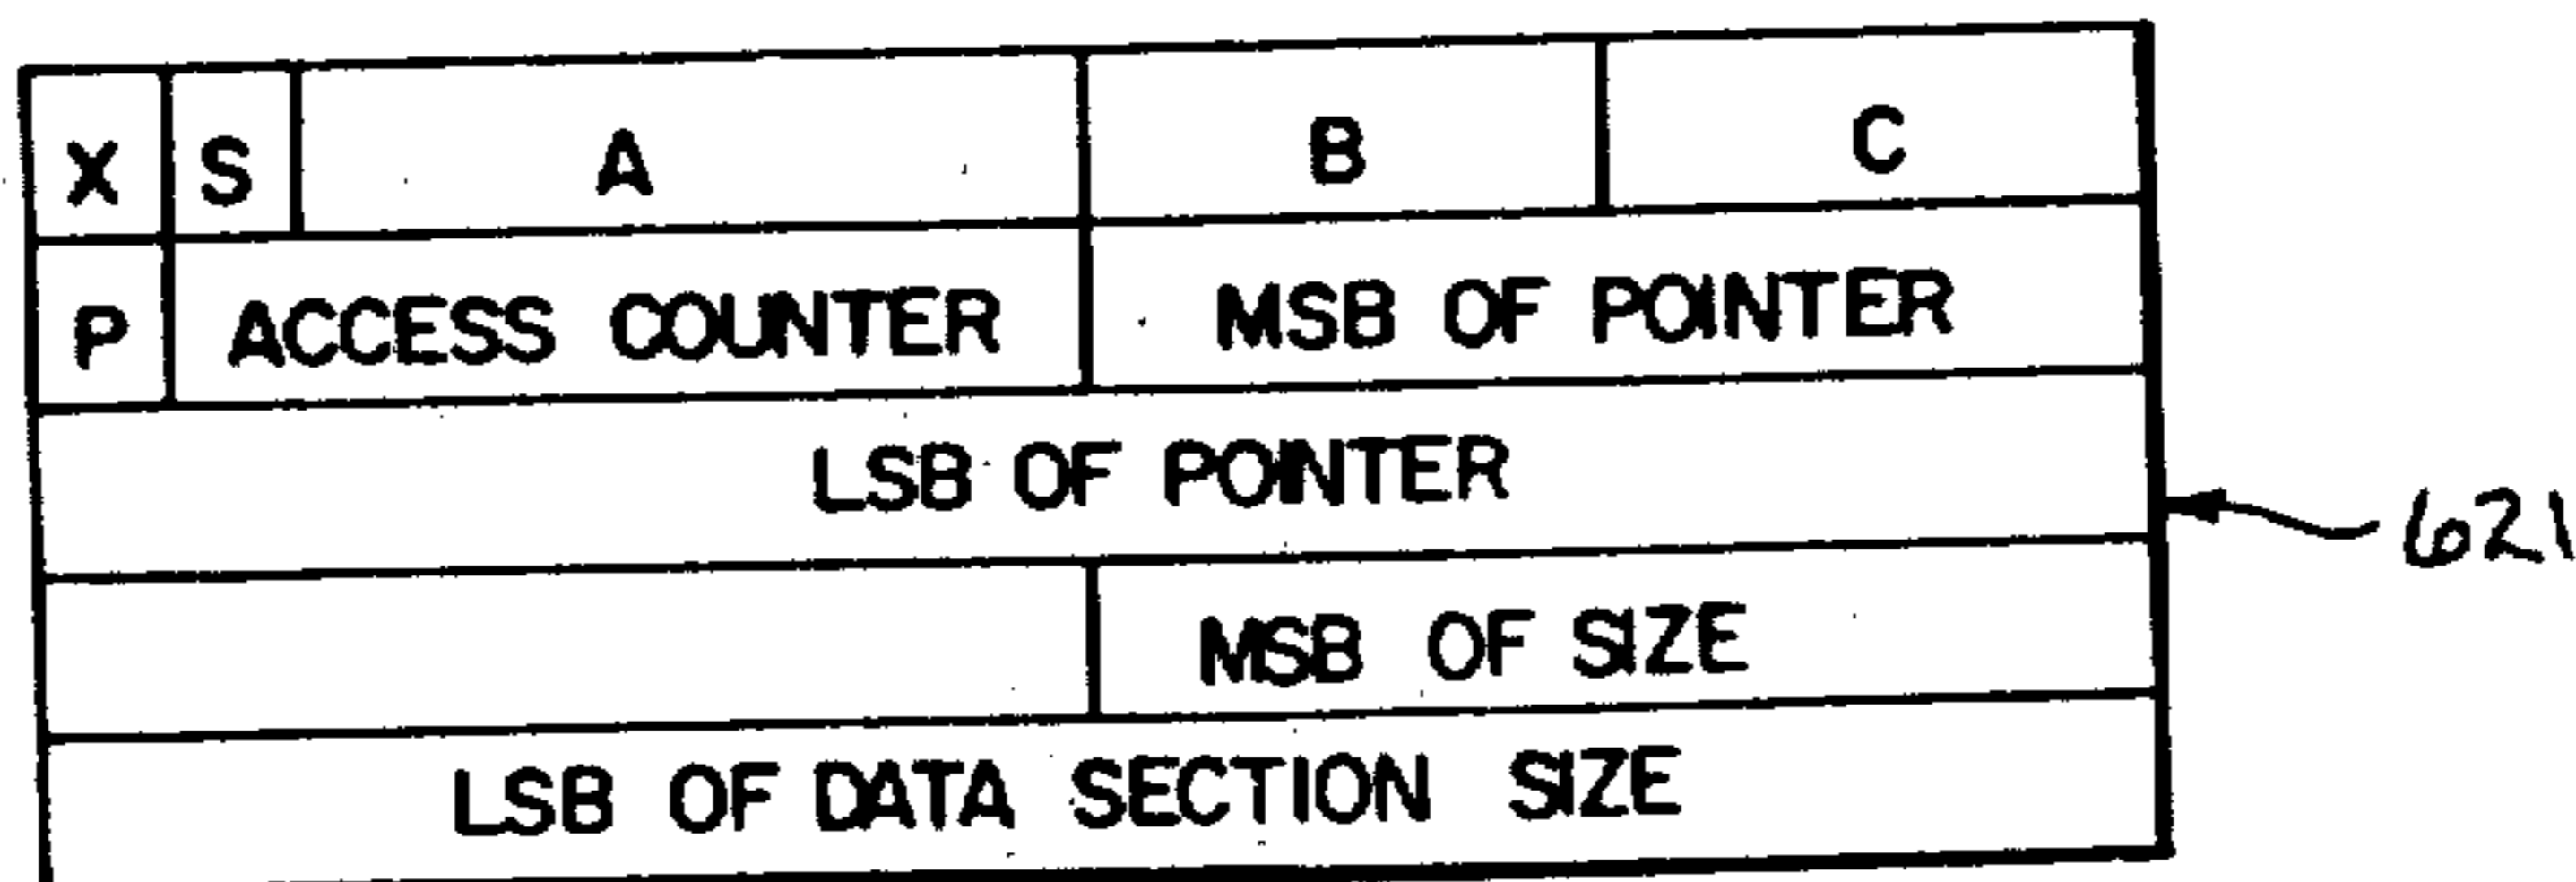 X S A B C
P ACCESS COUNTER MSB OF POINTER
LSB OF POINTER
621
MSB OF SIZE
LSB OF DATA SECTION SIZE